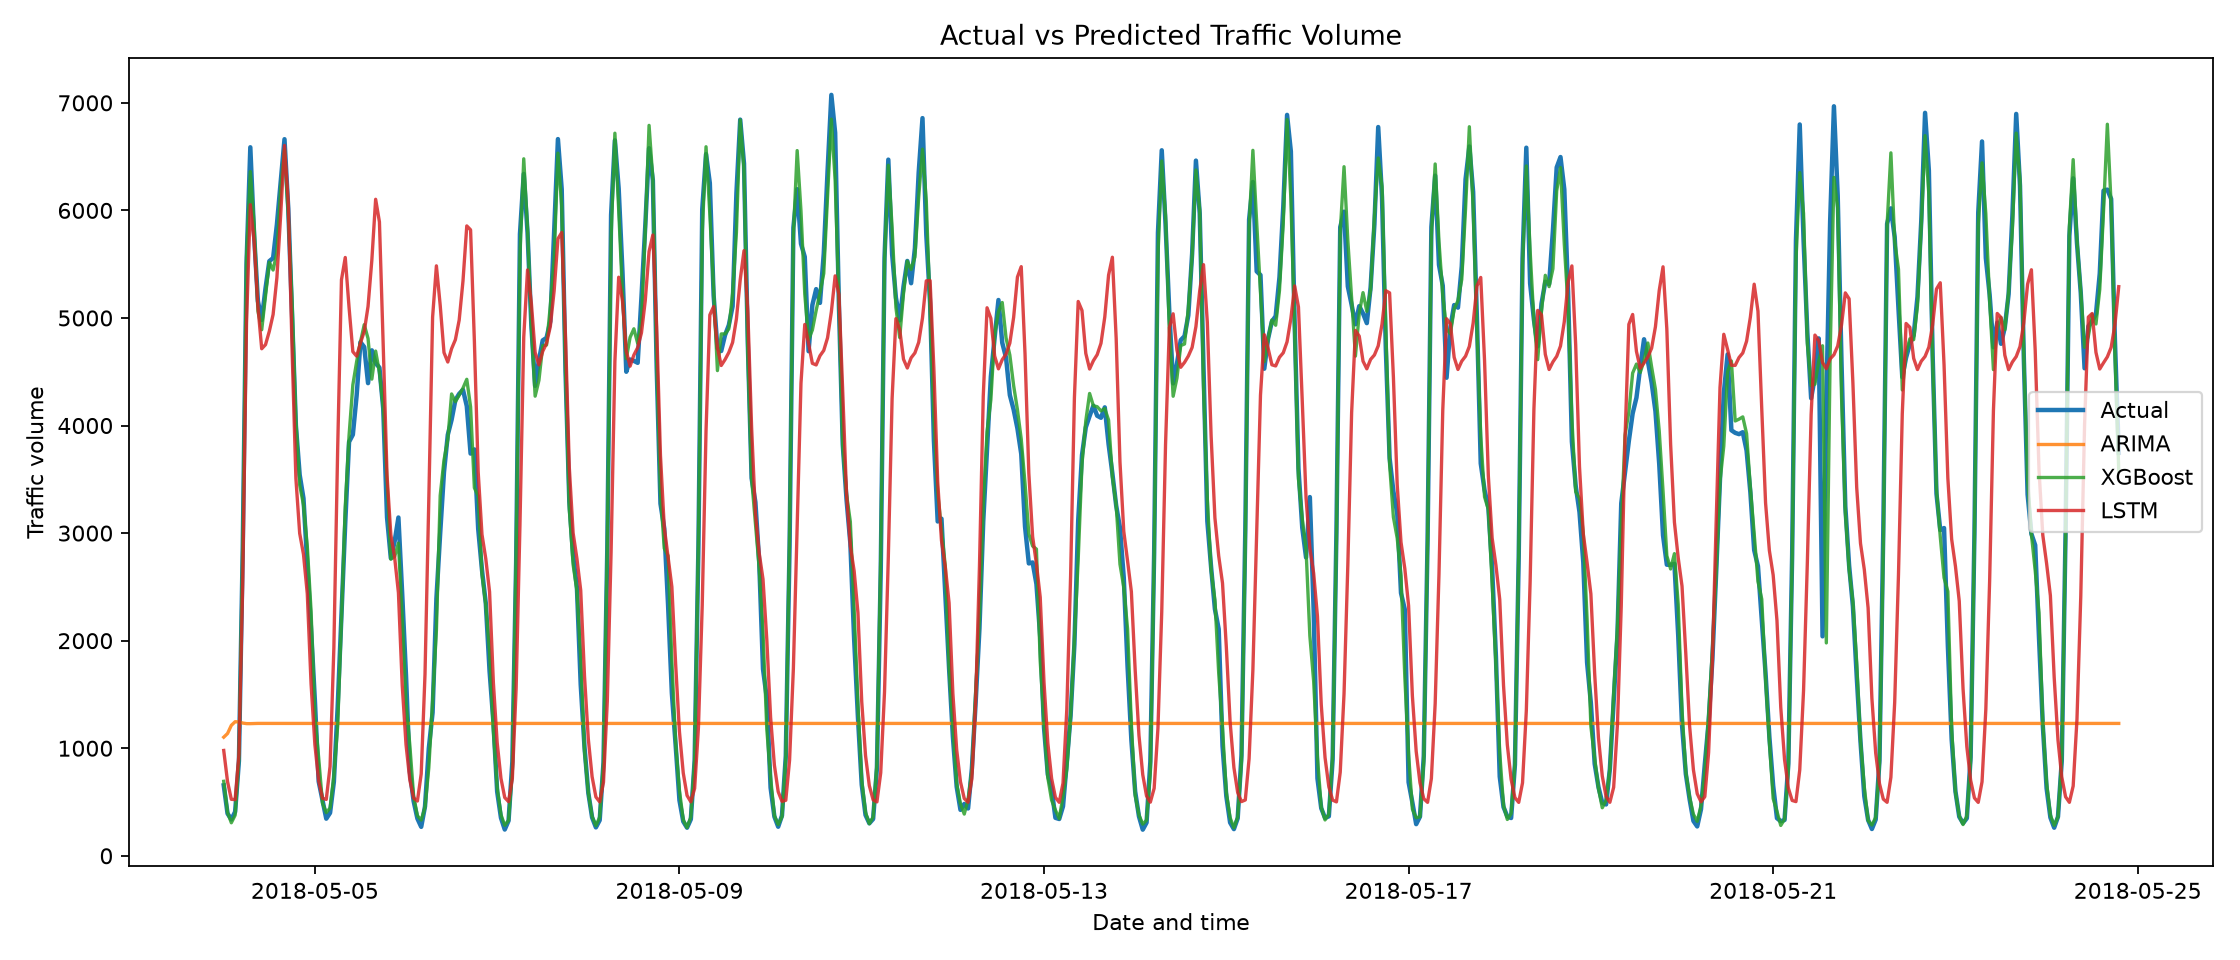 Actual vs Predicted Traffic Volume
7000
6000
5000
4000
3000
2000
1000
0
Traffic volume
Actual
ARIMA
XGBoost
LSTM
2018-05-05
2018-05-09
2018-05-13
2018-05-17
2018-05-21
2018-05-25
Date and time